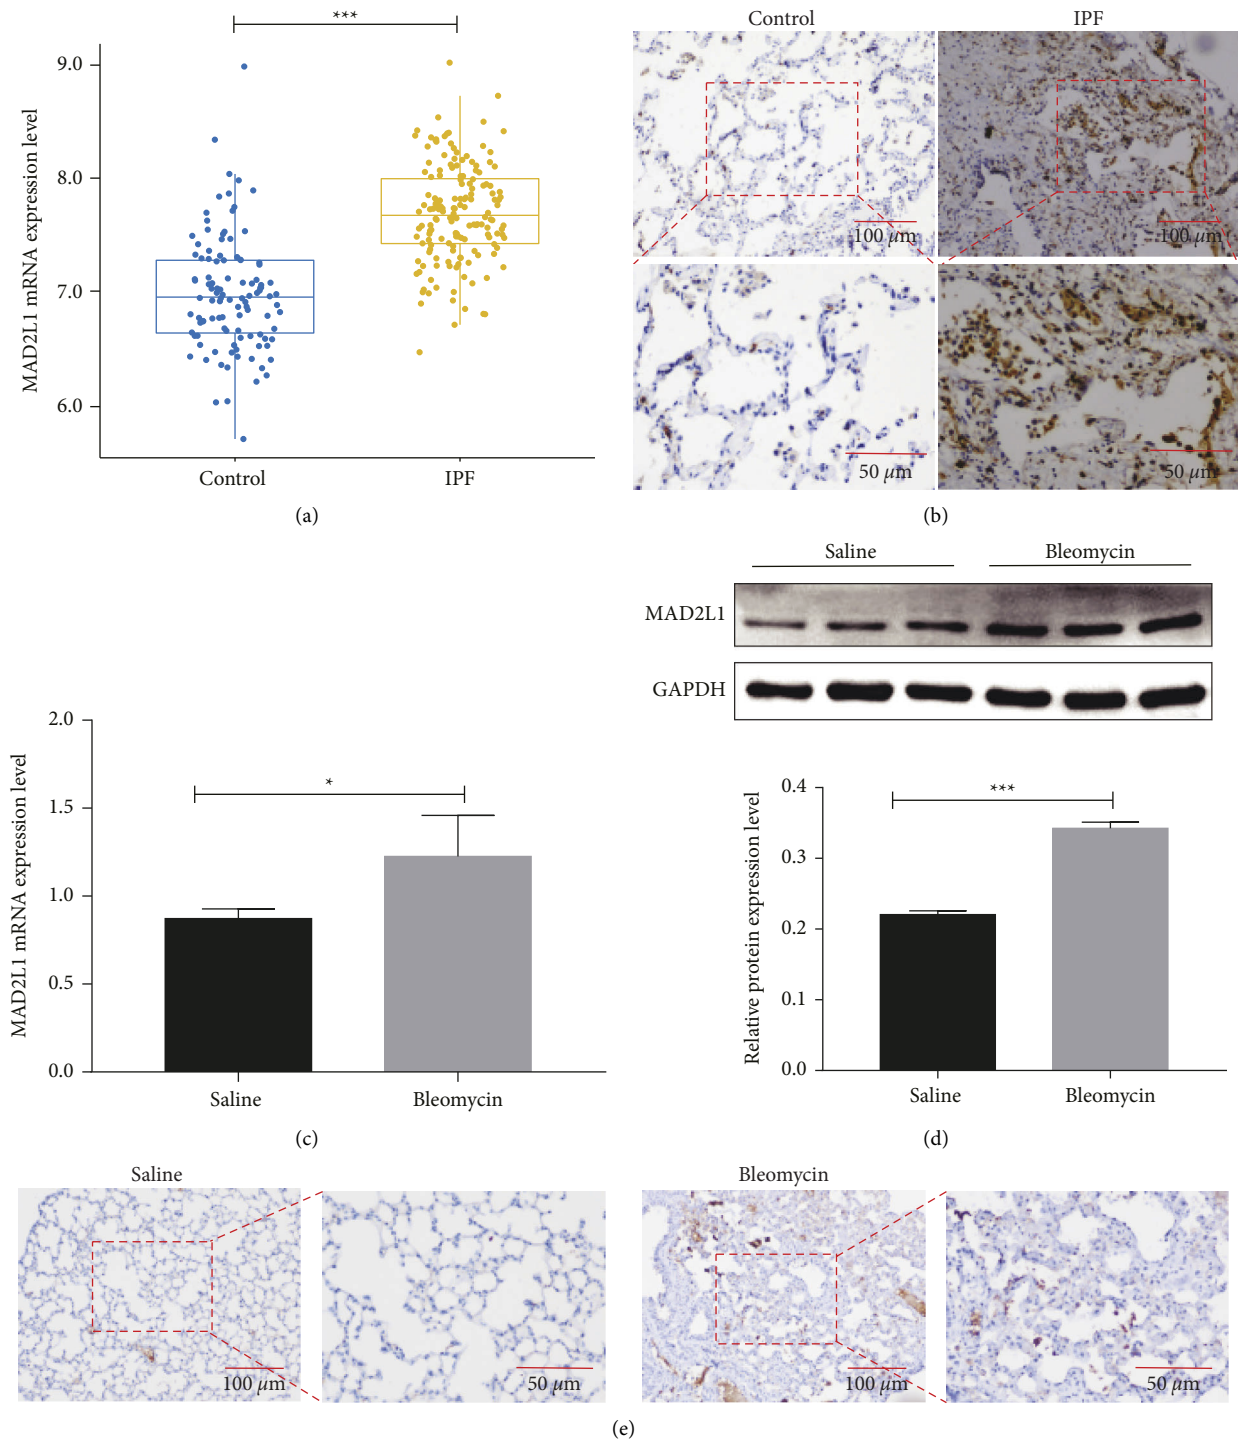 ***
9.0
8.0
7.0
6.0
MAD2L1 mRNA expression level
Control
IPF
(a)
Control
IPF
100 µm
100 µm
50 µm
50 µm
(b)
2.0
1.5
1.0
0.5
0.0
MAD2L1 mRNA expression level
*
Saline
Bleomycin
(c)
Saline
Bleomycin
MAD2L1
GAPDH
0.4
0.3
0.2
0.1
0.0
Relative protein expression level
***
Saline
Bleomycin
(d)
Saline
Bleomycin
100 µm
50 µm
100 µm
50 µm
(e)